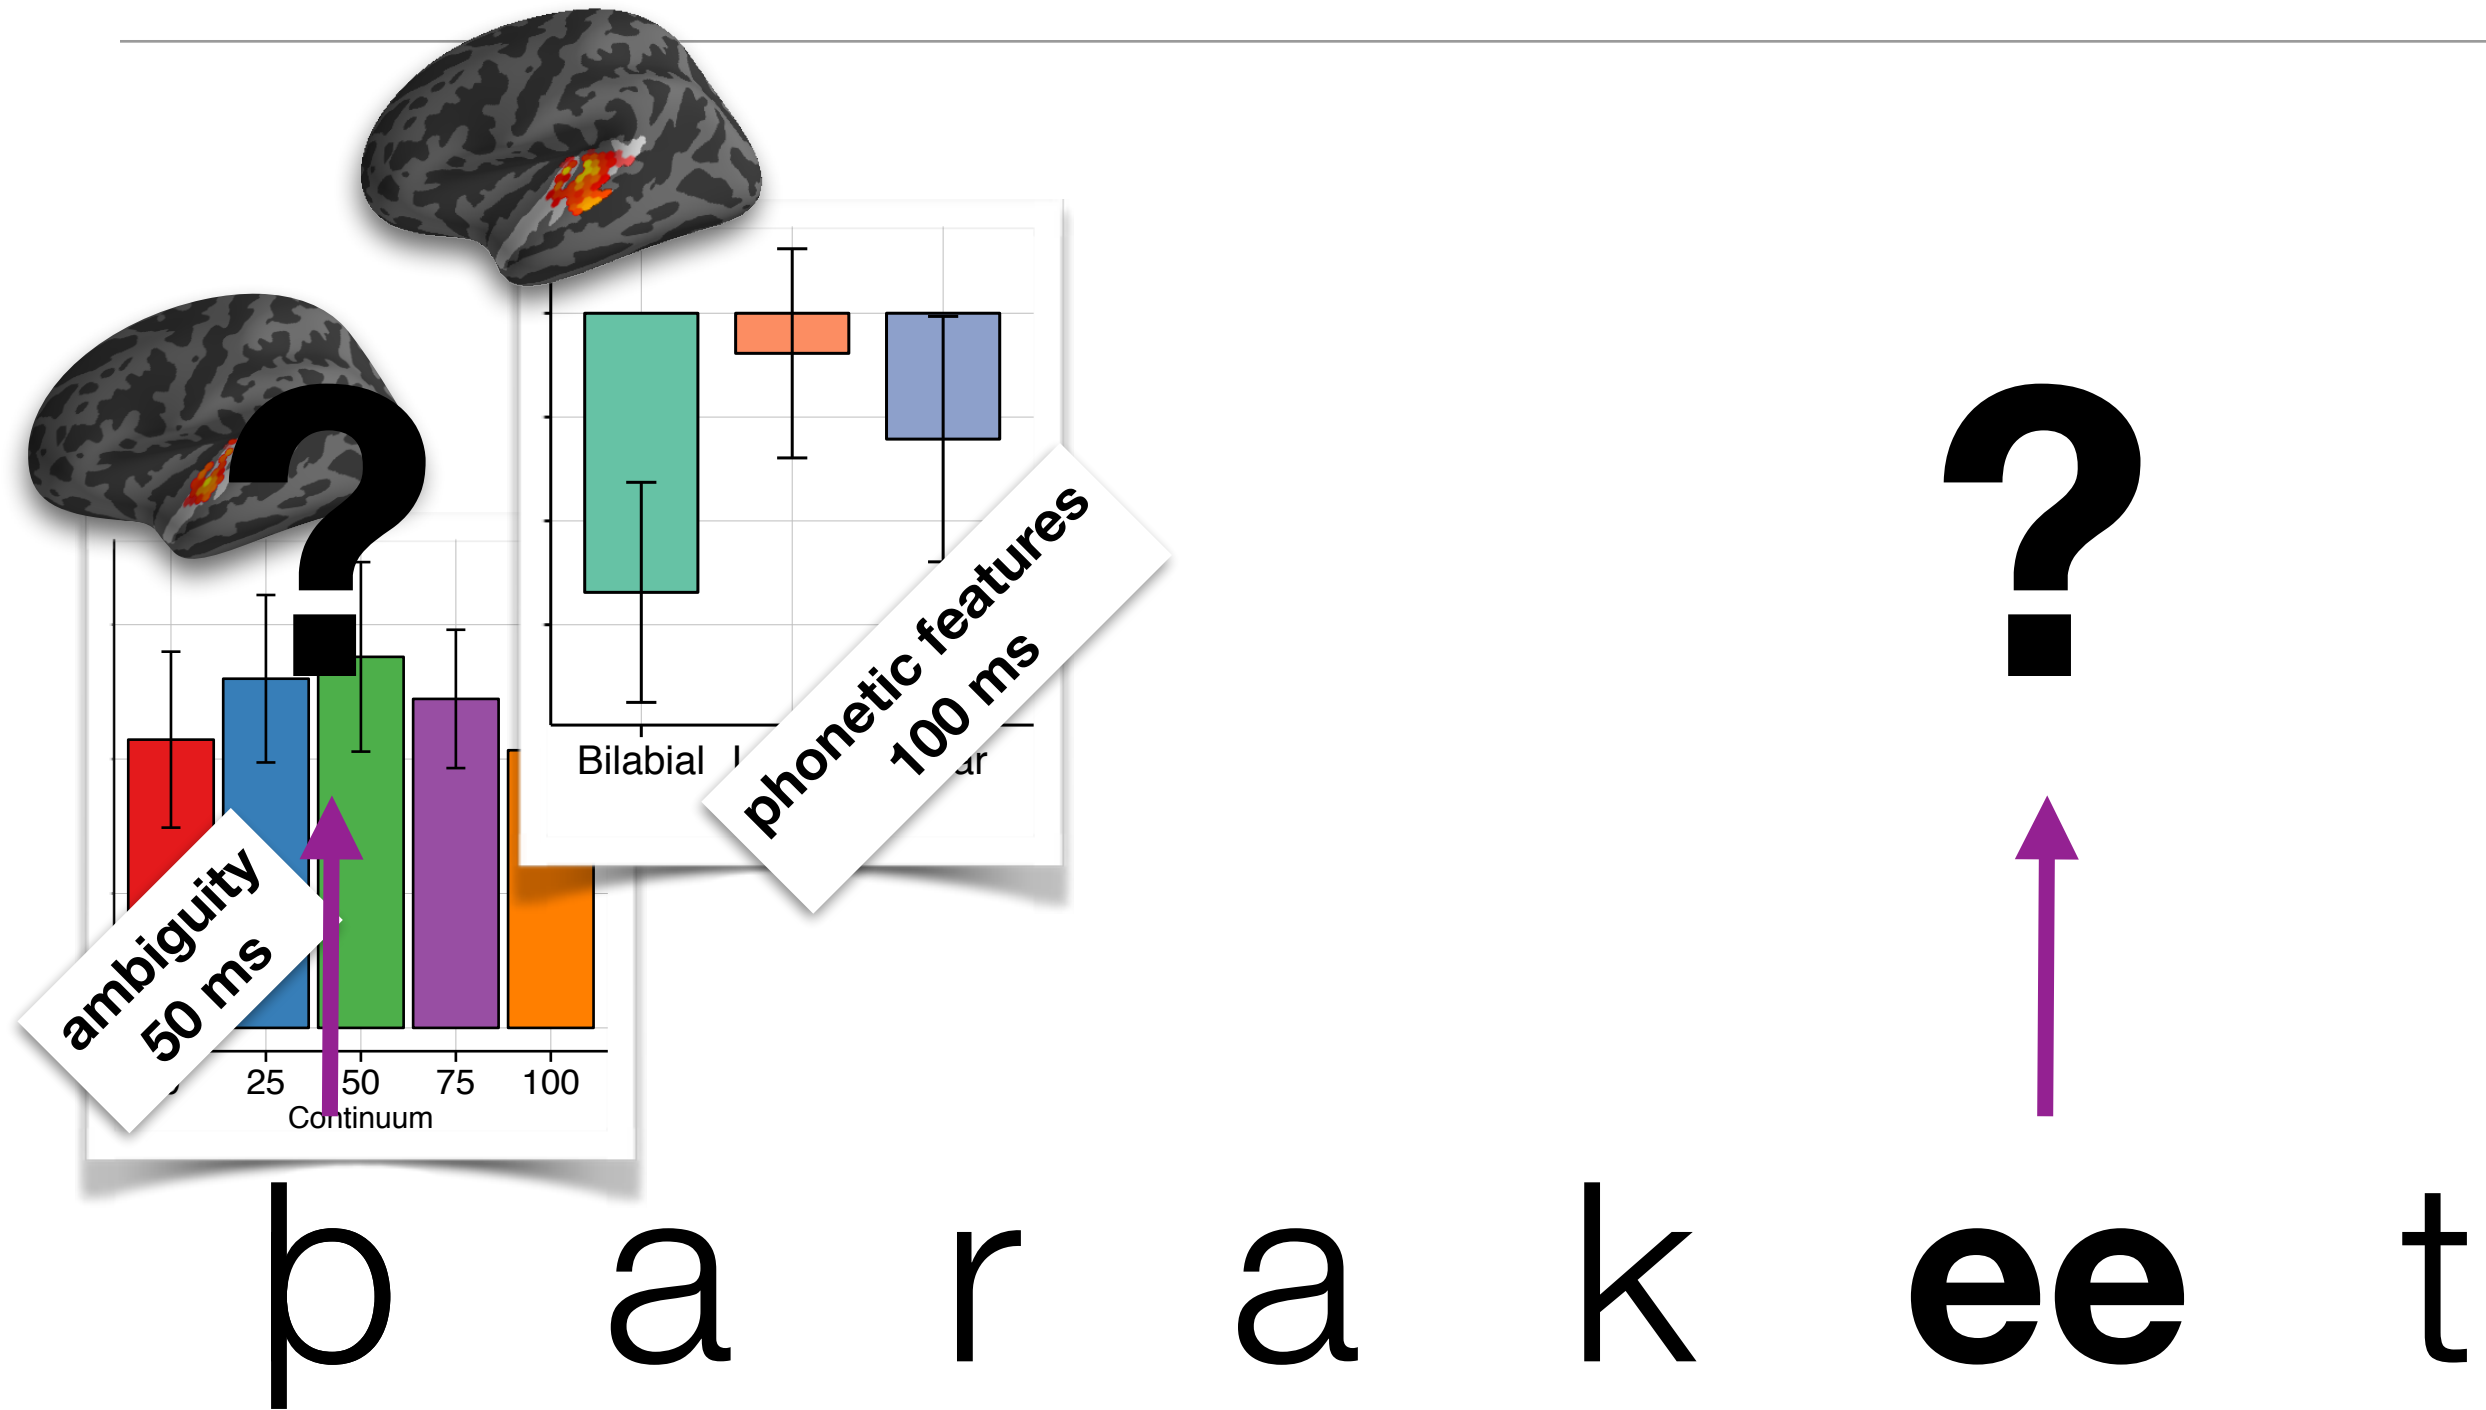 ?
?
Bilabial
phonetic features
100 ms
ambiguity
50 ms
25 50 75 100
Continuum
p a r a k ee t